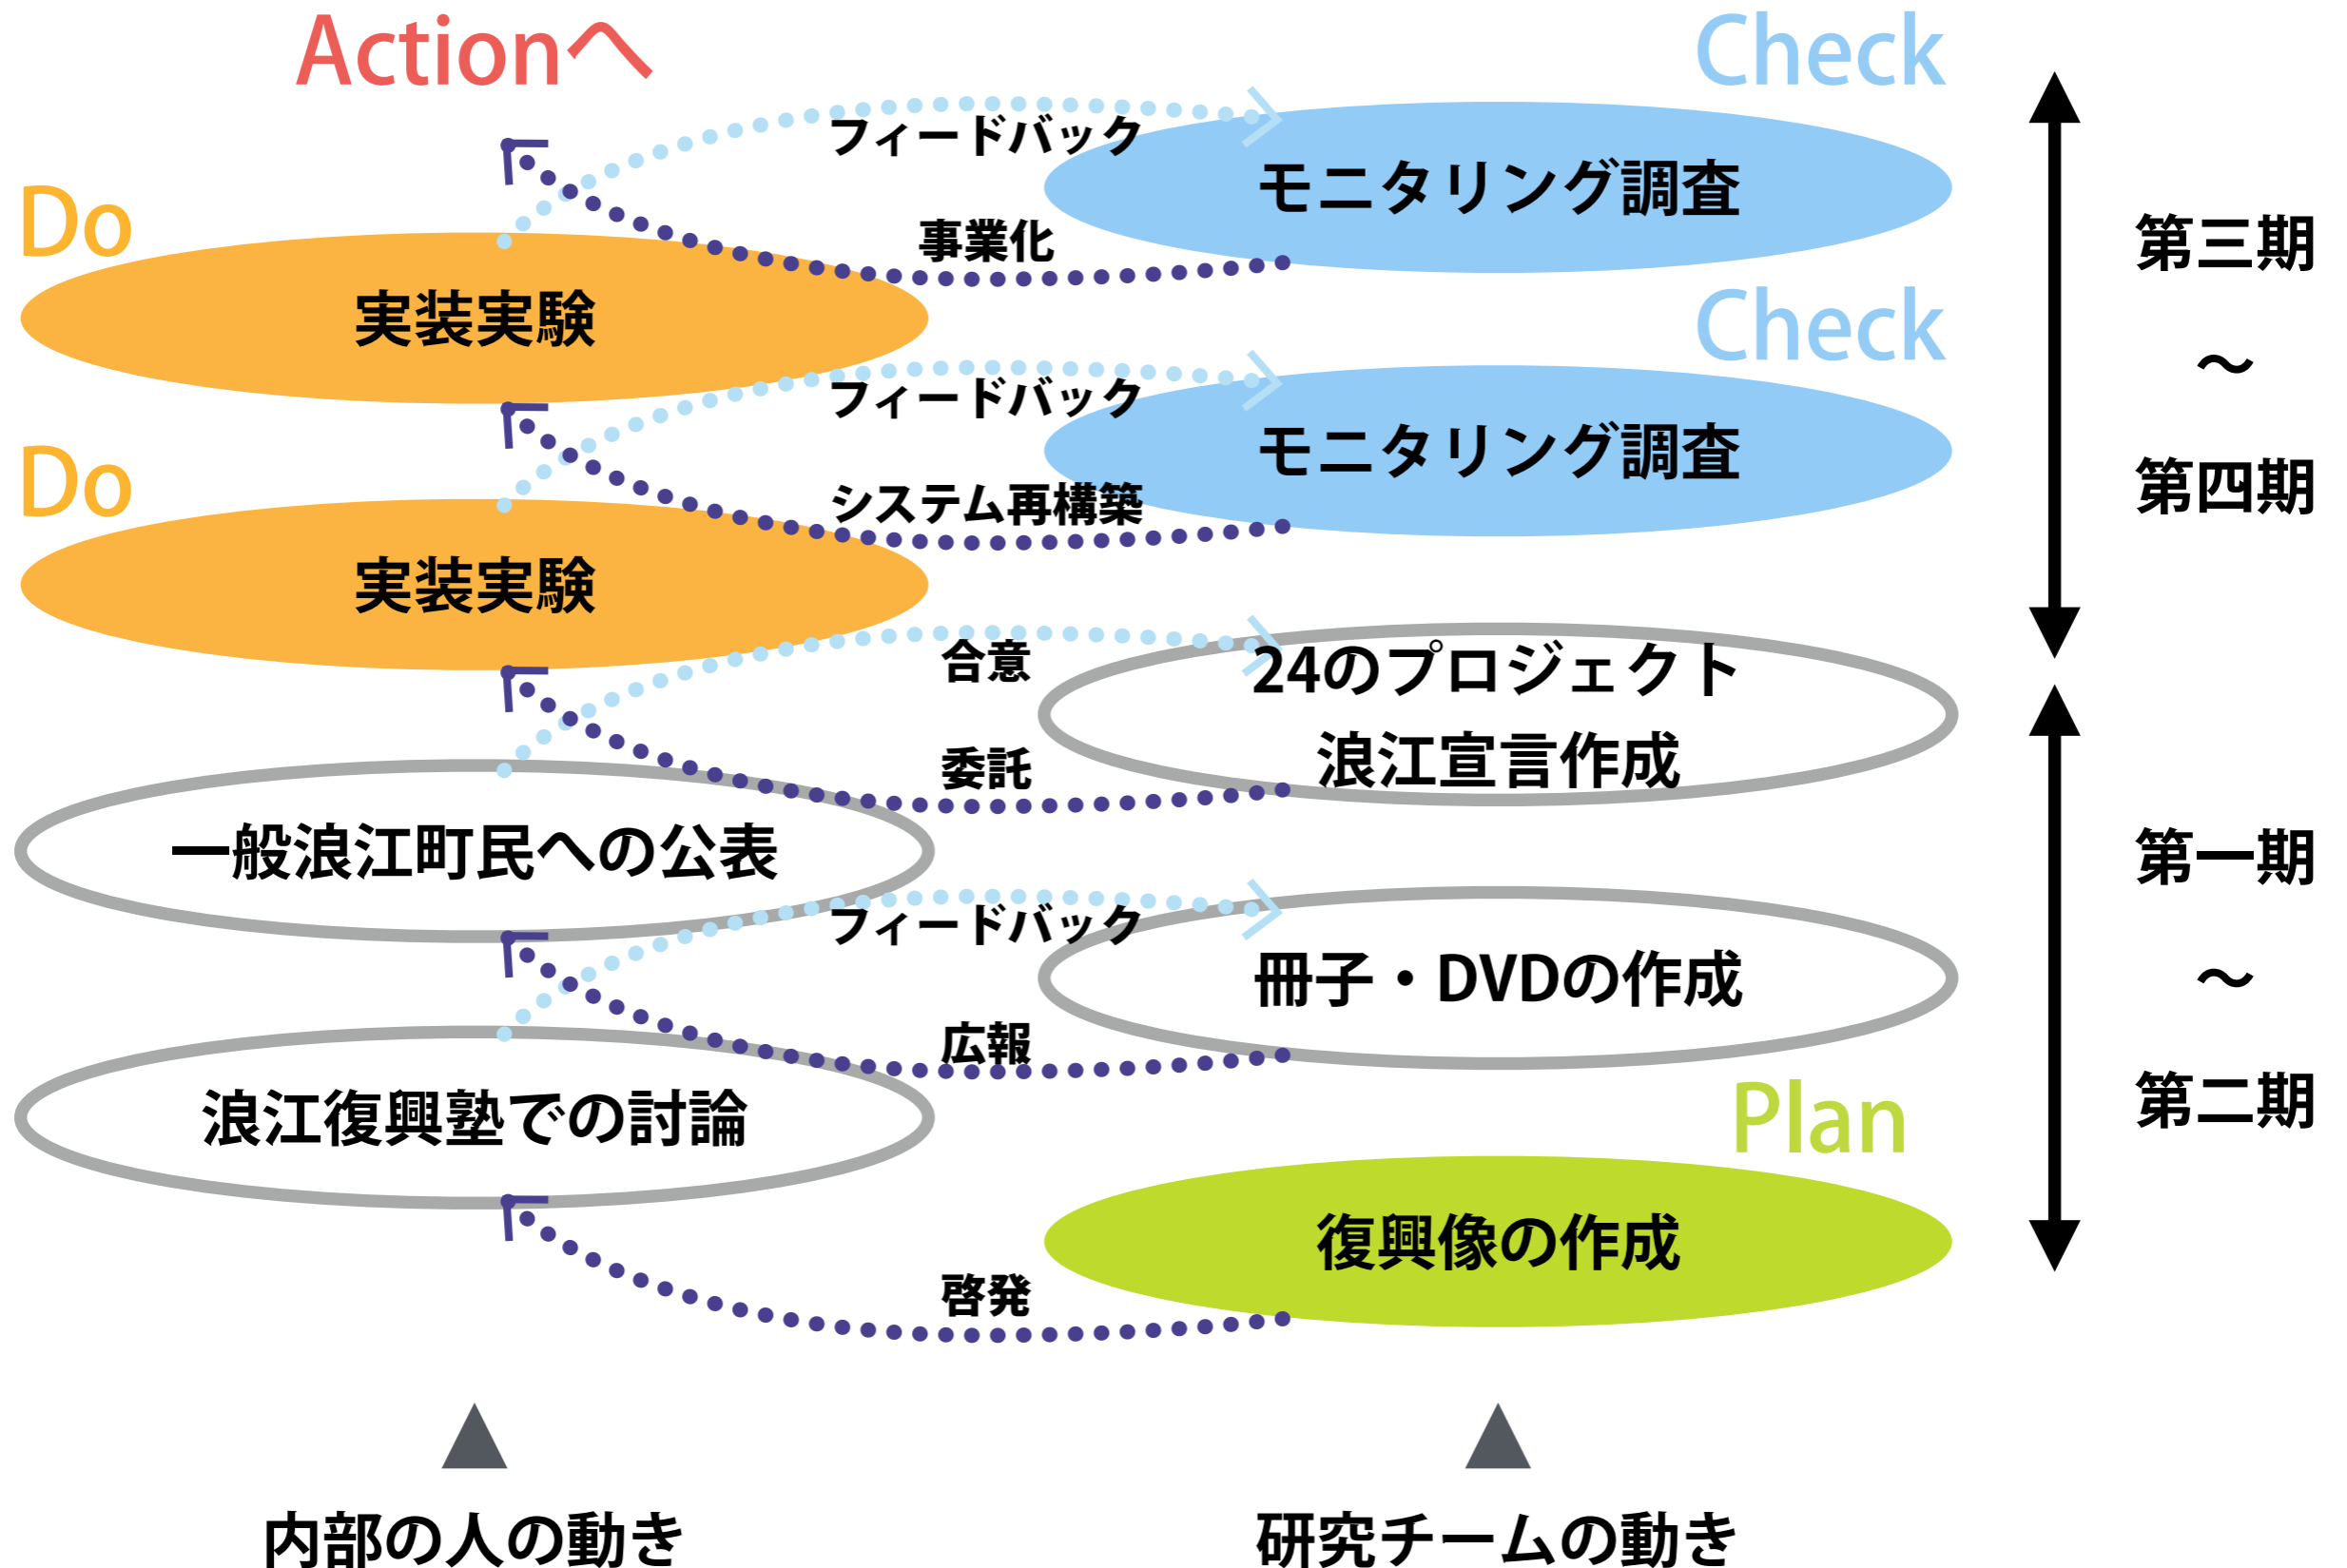 Actionへ
Check
フィードバック
モニタリング調査
Do
事業化
第三期
実装実験
Check
〜
フィードバック
モニタリング調査
Do
システム再構築
第四期
実装実験
合意
24のプロジェクト
浪江宣言作成
委託
一般浪江町民への公表
第一期
フィードバック
冊子・DVDの作成
〜
広報
浪江復興塾での討論
Plan
第二期
復興像の作成
啓発
内部の人の動き
研究チームの動き